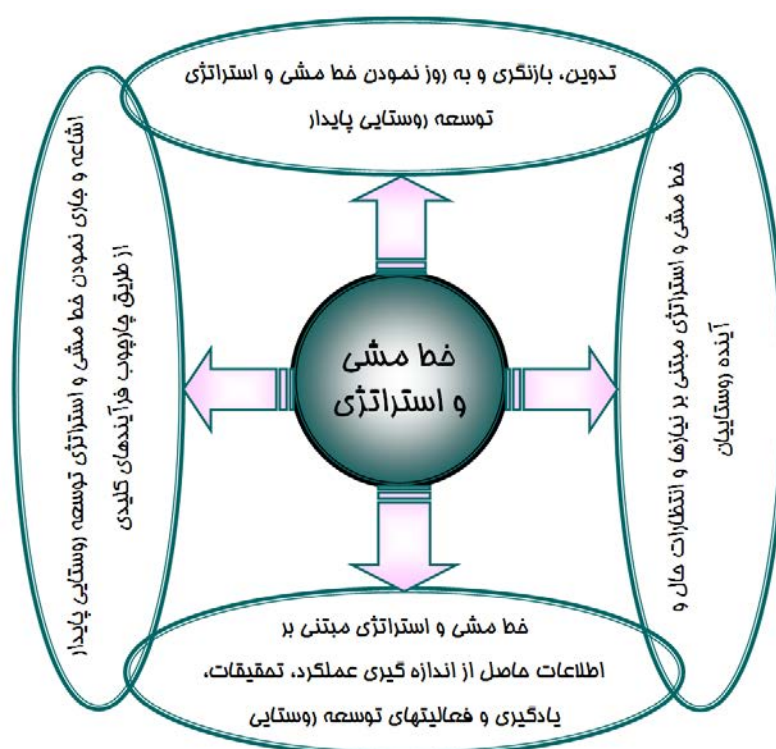 تدوین، بازنگری و به روز نمودن خط مشی و استراتژی
توسعه روستایی پایدار
خط مشی و استراتژی مبتنی بر نیازها و انتظارات حال و
آینده روستاییان
خط مشی
و استراتژی
اشاعه و جاری نمودن خط مشی و استراتژی توسعه روستایی پایدار
از طریق چارچوب فرآیندهای کلیدی
خط مشی و استراتژی مبتنی بر
اطلاعات حاصل از اندازه گیری عملکرد، تحقیقات،
یادگیری و فعالیتهای توسعه روستایی